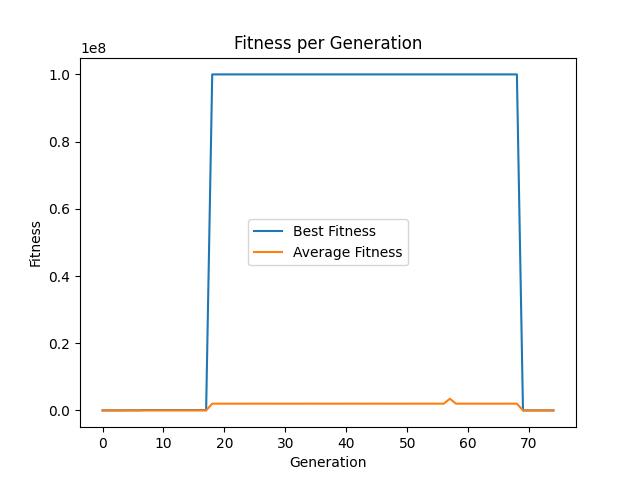 Fitness per Generation
1e8
1.0
0.8
0.6
0.4
0.2
0.0
Fitness
Best Fitness
Average Fitness
0 10 20 30 40 50 60 70
Generation